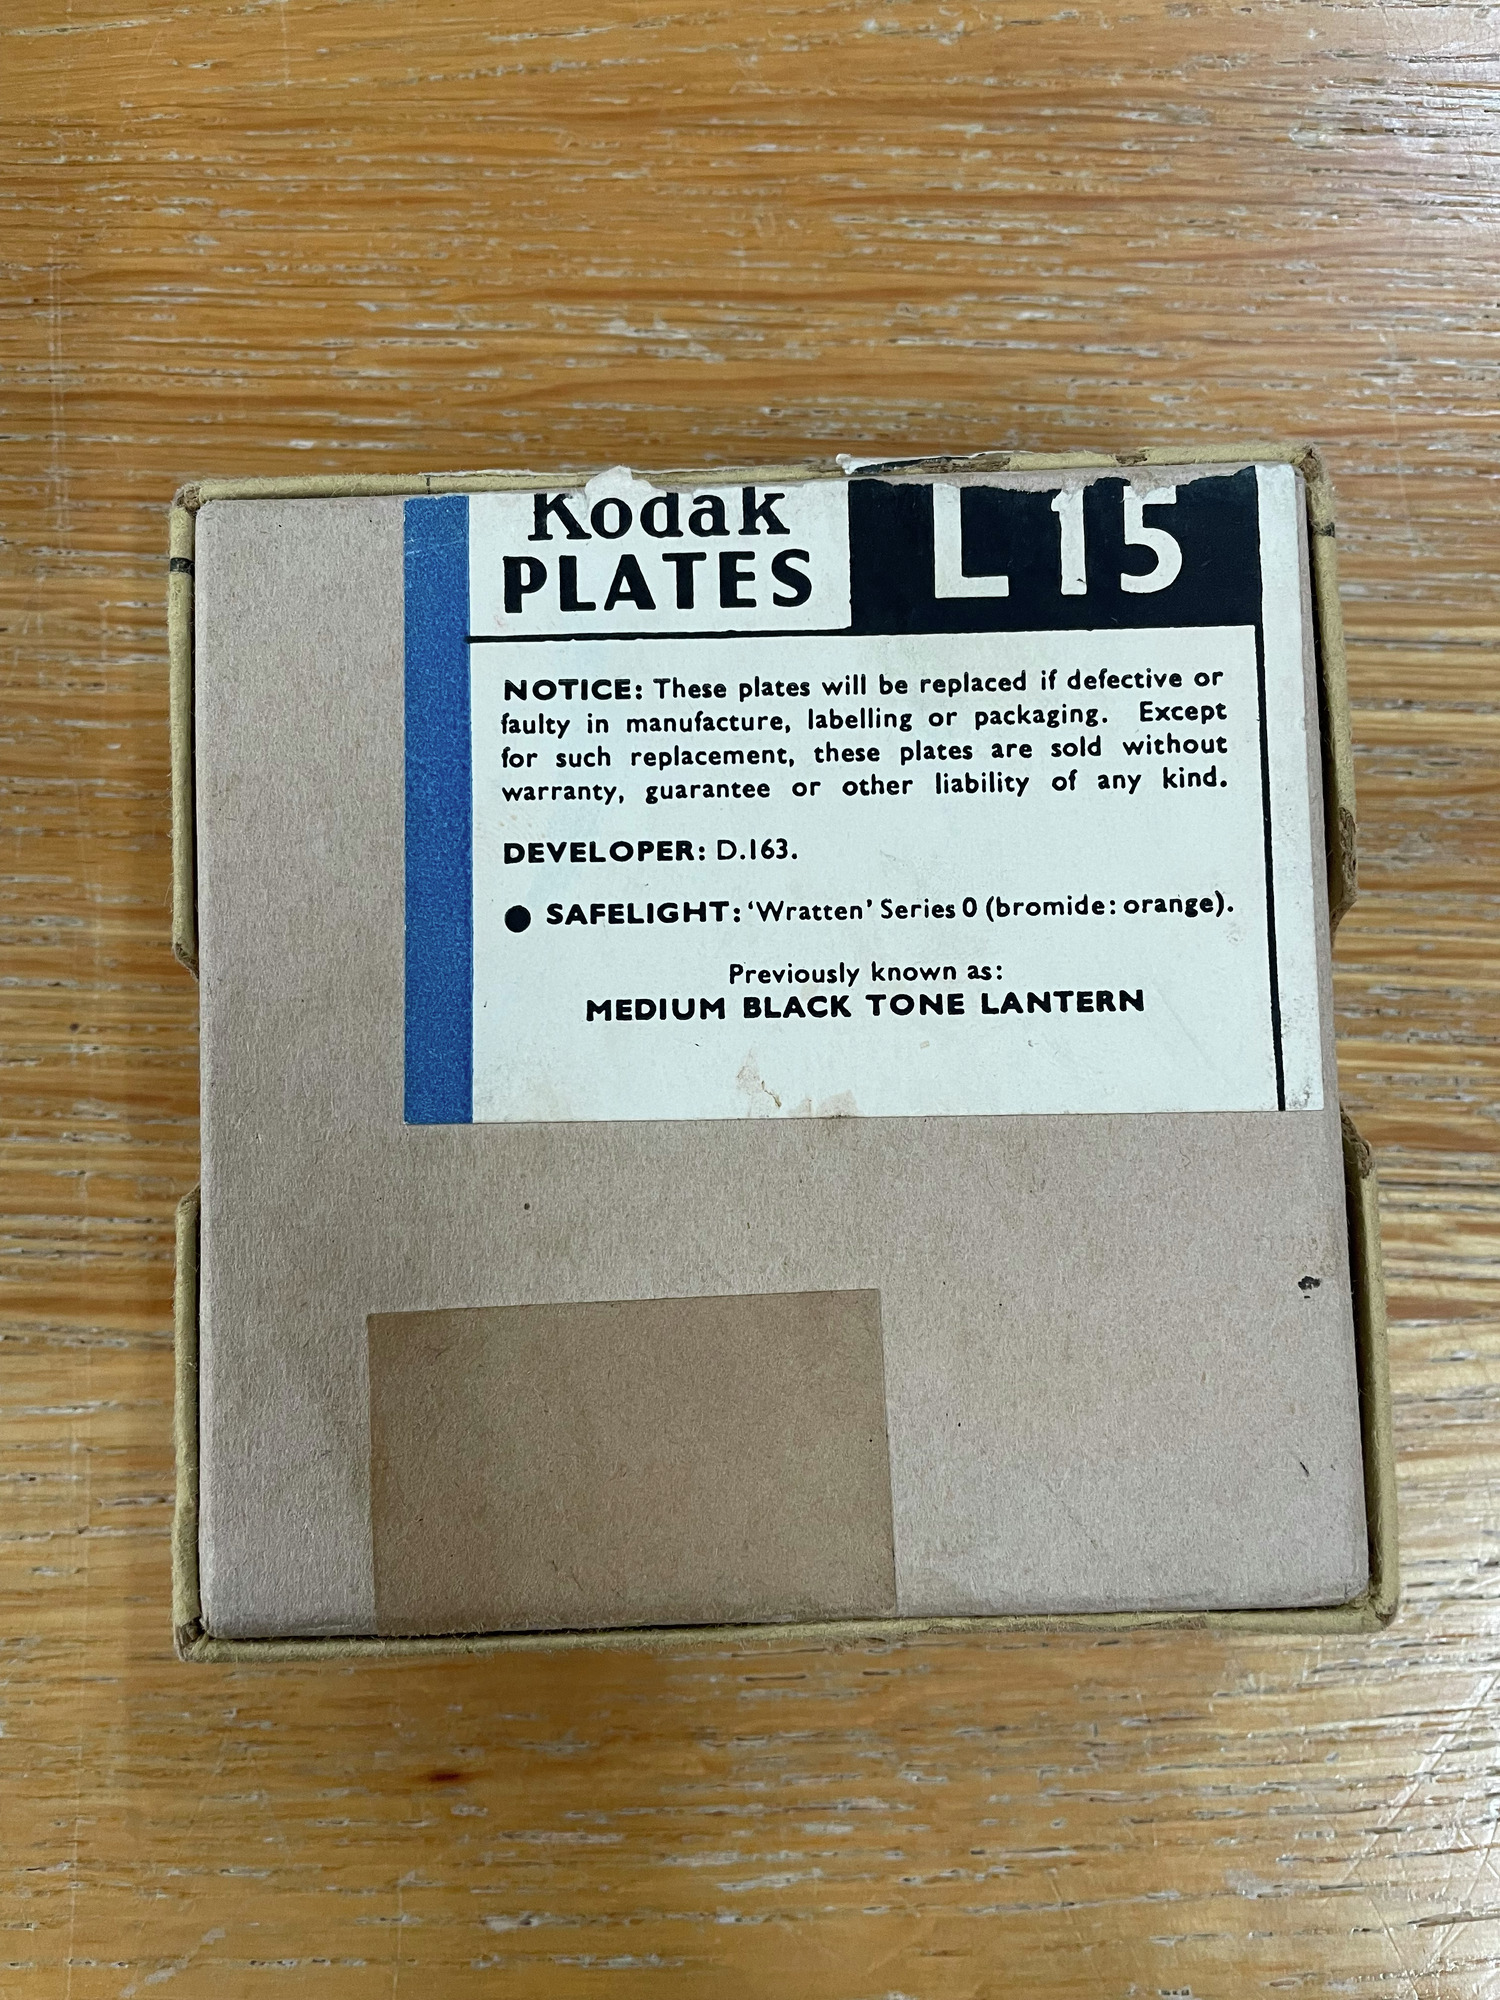 Kodak
PLATES
L 15
NOTICE: These plates will be replaced if defective or
faulty in manufacture, labelling or packaging. Except
for such replacement, these plates are sold without
warranty, guarantee or other liability of any kind.
DEVELOPER: D.163.
● SAFELIGHT: ‘Wratten’ Series 0 (bromide: orange).
Previously known as:
MEDIUM BLACK TONE LANTERN